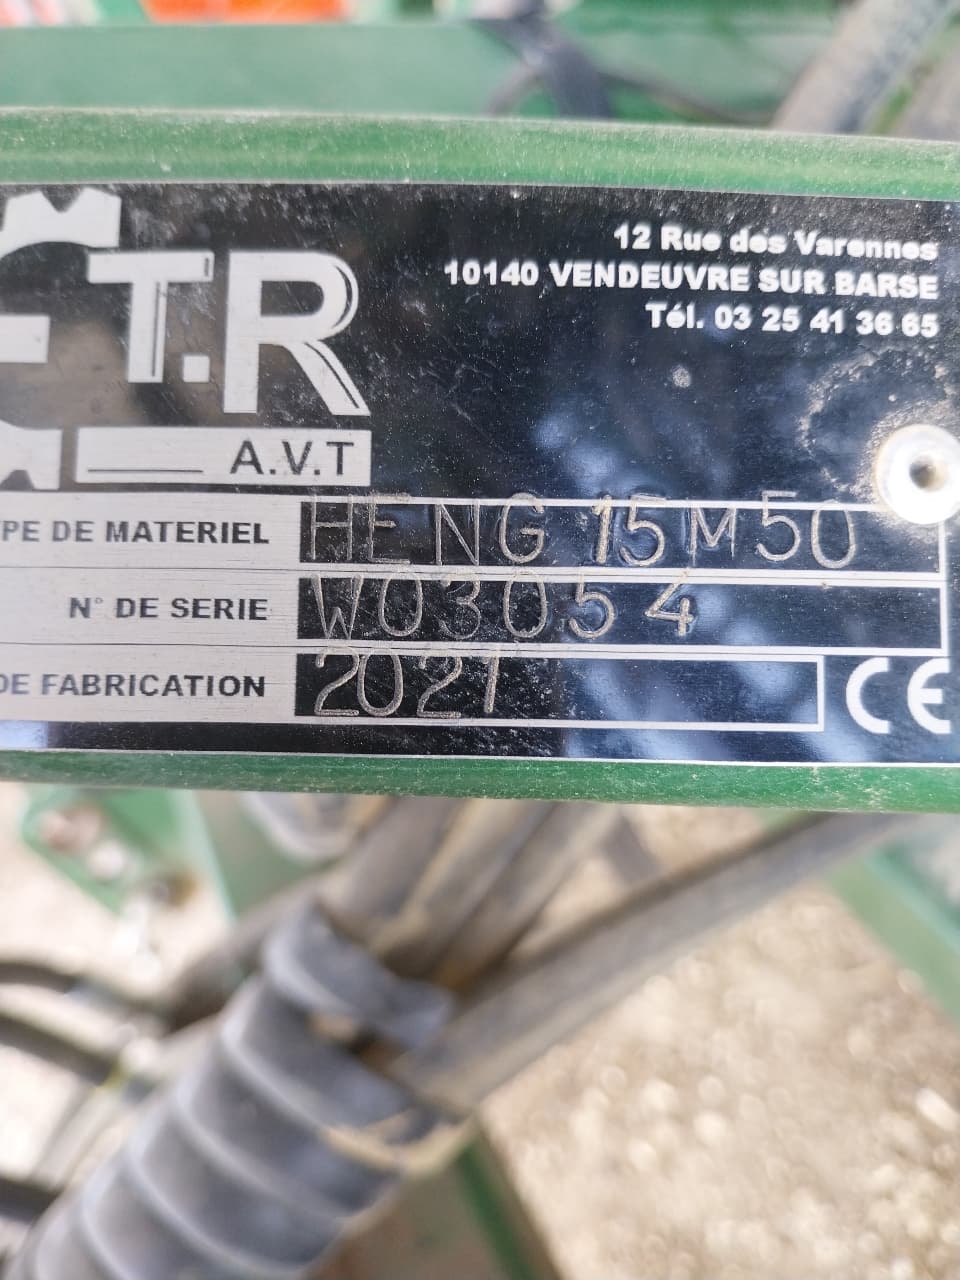 T.R
A.V.T
12 Rue des Varennes
10140 VENDEUVRE SUR BARSE
Tél. 03 25 41 36 65
PE DE MATERIEL HENG 15M50
N° DE SERIE W03054
DE FABRICATION 2021
CE